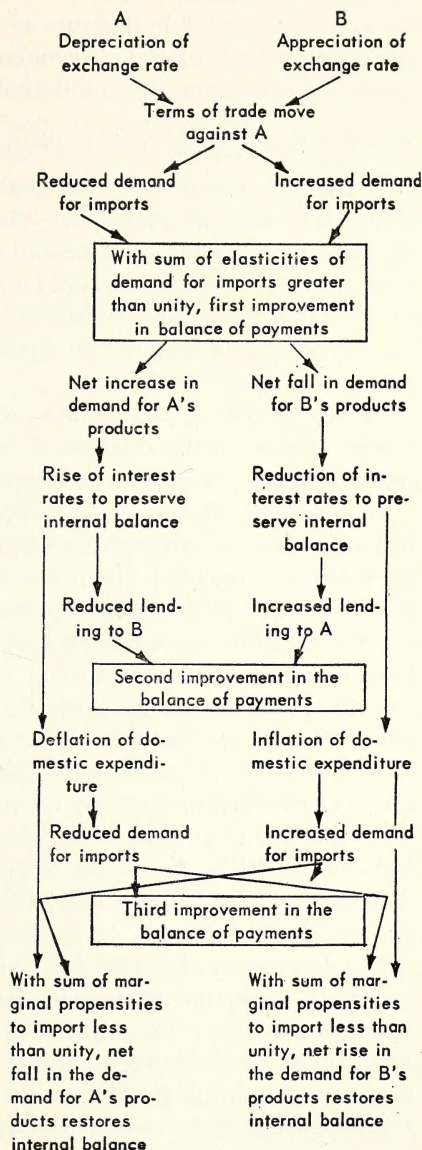 A
Depreciation of
exchange rate
B
Appreciation of
exchange rate
Terms of trade move
against A
Reduced demand
for imports
Increased demand
for imports
With sum of elasticities of
demand for imports greater
than unity, first improvement
in balance of payments
Net increase in
demand for A's
products
Net fall in demand
for B's products
Rise of interest
rates to preserve
internal balance
Reduction of in-
terest rates to pre-
serve internal
balance
Reduced lend-
ing to B
Increased lend-
ing to A
Second improvement in the
balance of payments
Deflation of do-
mestic expendi-
ture
Inflation of do-
mestic expenditure
Reduced demand
for imports
Increased demand
for imports
Third improvement in the
balance of payments
With sum of mar-
ginal propensities
to import less
than unity, net
fall in the de-
mand for A's pro-
ducts restores
internal balance
With sum of mar-
ginal propensities
to import less than
unity, net rise in
the demand for B's
products restores
internal balance